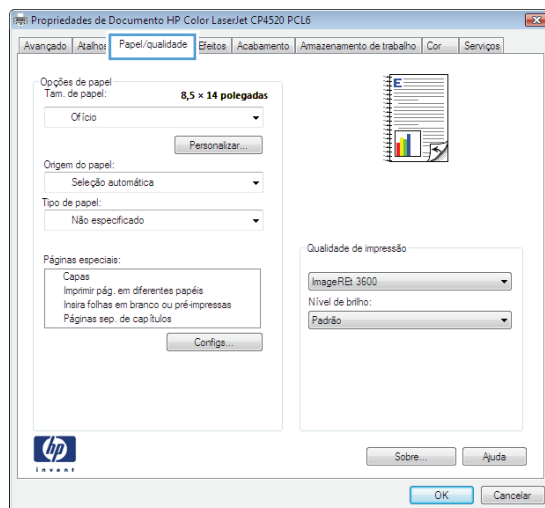 Propriedades de Documento HP Color LaserJet CP4520 PCL6
Avançado Atalhos Papel/qualidade Efeitos Acabamento Amazenamento de trabalho Cor Serviços
Opções de papel
Tam. de papel: 8,5 × 14 polegadas
Ofício
Personalizar...
Origem do papel:
Seleção automática
Tipo de papel:
Não especificado
Páginas especiais:
Capas
Imprimir pág. em diferentes papéis
Insira folhas em branco ou pré-impressas
Páginas sep. de capítulos
Configs...
E
Qualidade de impressão
ImageREt 3600
Nível de brilho:
Padrão
hp
invent
Sobre... Ajuda
OK Cancelar